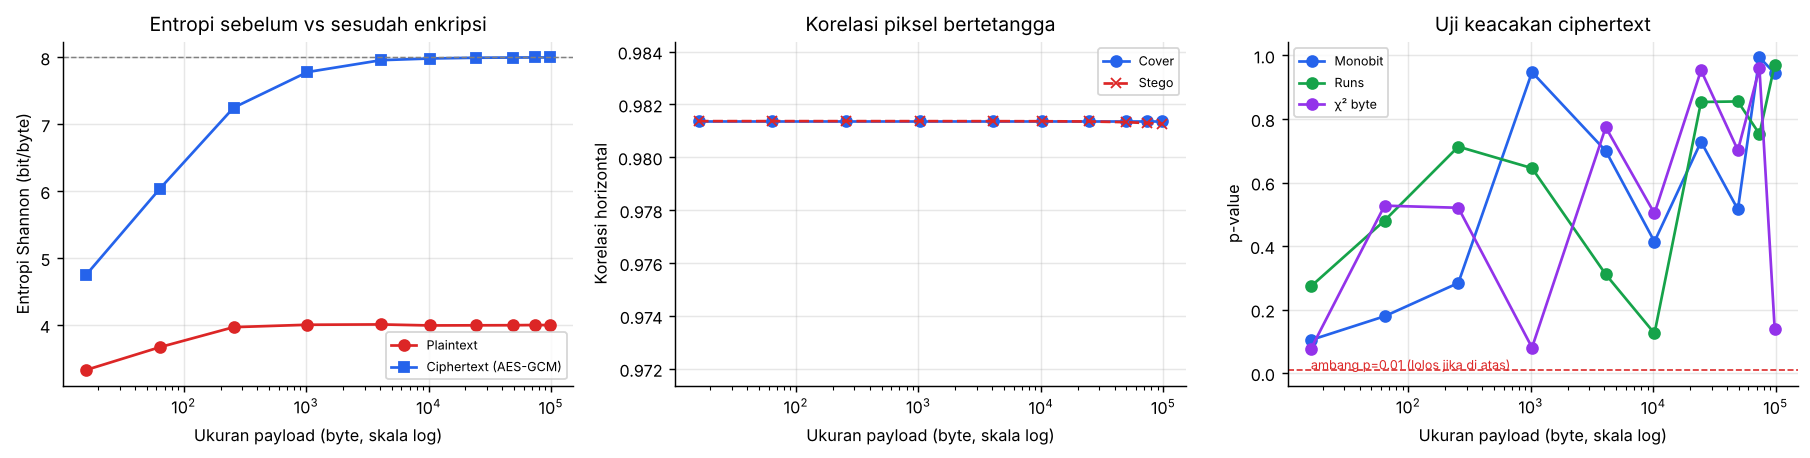 Entropi sebelum vs sesudah enkripsi
Entropi Shannon (bit/byte)
8
7
6
5
4
Plaintext
Ciphertext (AES-GCM)
10²
10³
10⁴
10⁵
Ukuran payload (byte, skala log)
Korelasi piksel bertetangga
Korelasi horizontal
0.984
0.982
0.980
0.978
0.976
0.974
0.972
Cover
Stego
10²
10³
10⁴
10⁵
Ukuran payload (byte, skala log)
Uji keacakan ciphertext
p-value
1.0
0.8
0.6
0.4
0.2
0.0
Monobit
Runs
χ² byte
ambang p=0.01 (lolos jika di atas)
10²
10³
10⁴
10⁵
Ukuran payload (byte, skala log)